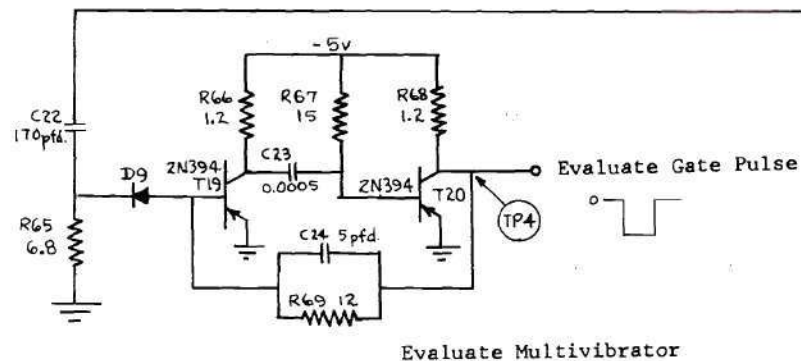 -5v
R66
1.2
R67
15
R68
1.2
C22
170pfd.
D9
2N394
T19
C23
0.0005
2N394
T20
Evaluate Gate Pulse
TP4
R65
6.8
C24 5pfd.
R69 12
Evaluate Multivibrator